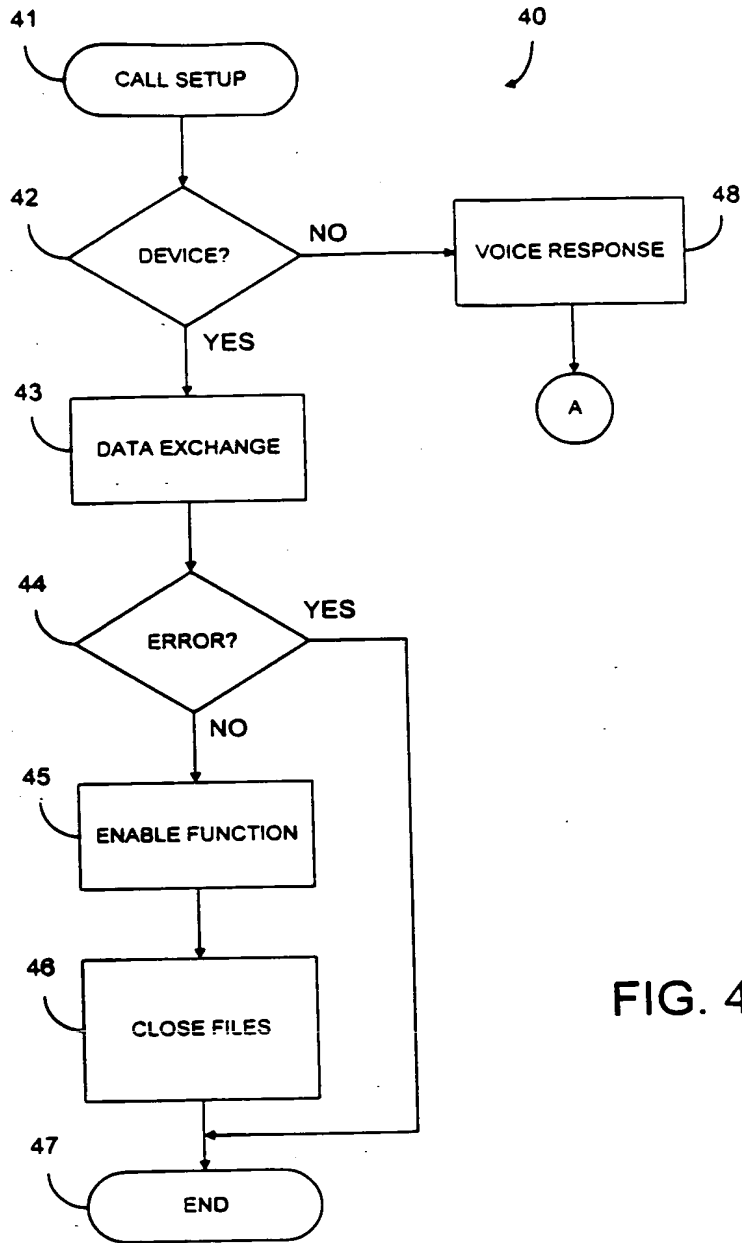 41
40
CALL SETUP
42
48
DEVICE?
NO
VOICE RESPONSE
YES
43
A
DATA EXCHANGE
44
YES
ERROR?
NO
45
ENABLE FUNCTION
46
FIG. 4
CLOSE FILES
47
END